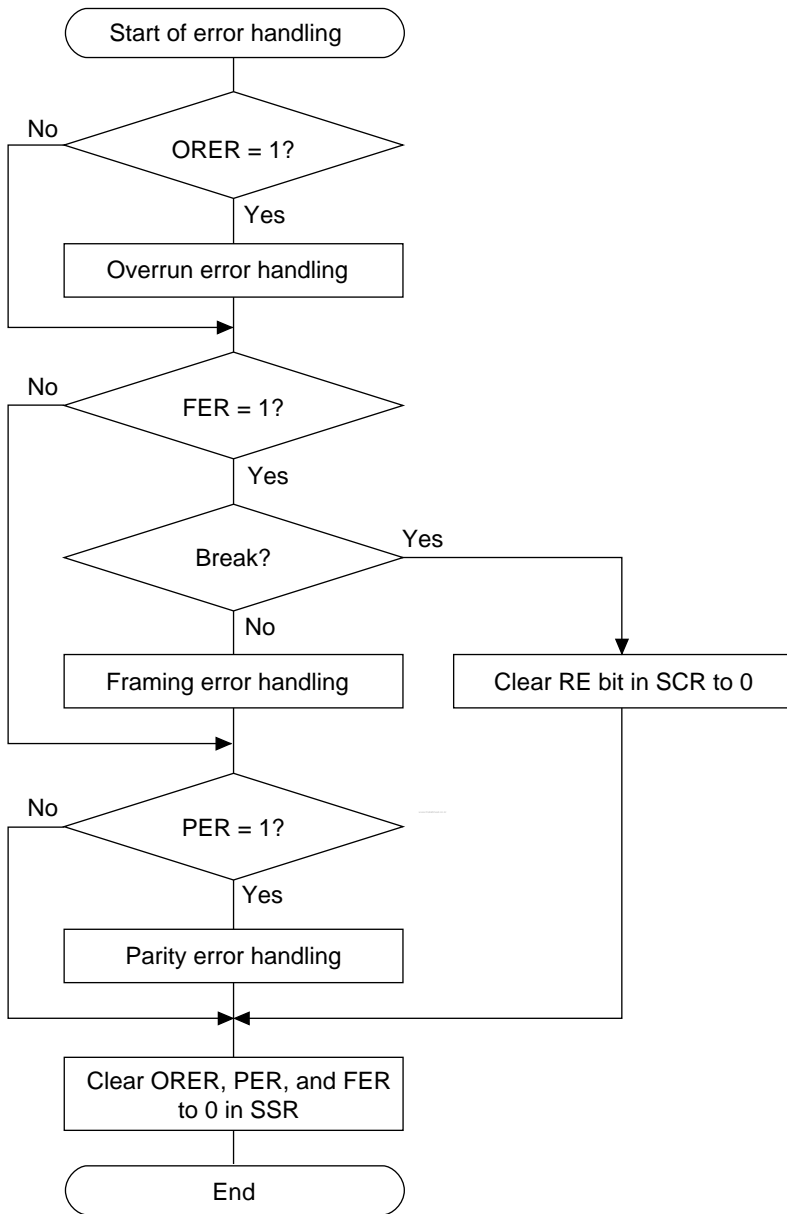 Start of error handling
No
ORER = 1?
Yes
Overrun error handling
No
FER = 1?
Yes
Break?
Yes
No
Framing error handling
Clear RE bit in SCR to 0
No
PER = 1?
Yes
Parity error handling
Clear ORER, PER, and FER
to 0 in SSR
End